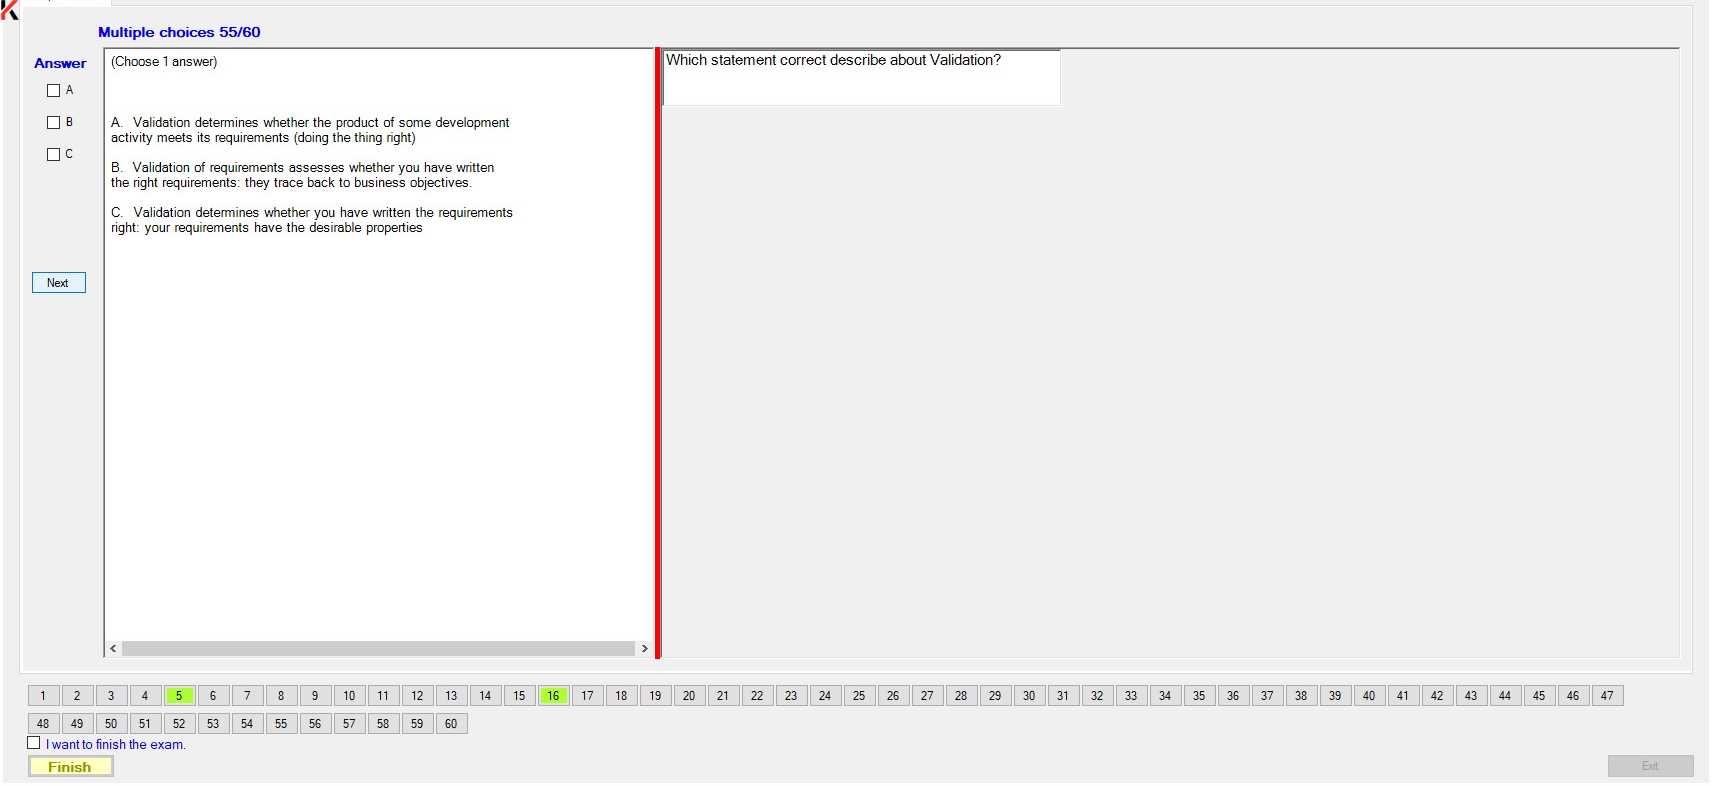 Multiple choices 55/60
Answer
A
B
C
Next
(Choose 1 answer)
A. Validation determines whether the product of some development
activity meets its requirements (doing the thing right)
B. Validation of requirements assesses whether you have written
the right requirements: they trace back to business objectives.
C. Validation determines whether you have written the requirements
right: your requirements have the desirable properties
Which statement correct describe about Validation?
1 2 3 4 5 6 7 8 9 10 11 12 13 14 15 16 17 18 19 20 21 22 23 24 25 26 27 28 29 30 31 32 33 34 35 36 37 38 39 40 41 42 43 44 45 46 47
48 49 50 51 52 53 54 55 56 57 58 59 60
I want to finish the exam.
Finish
Exit